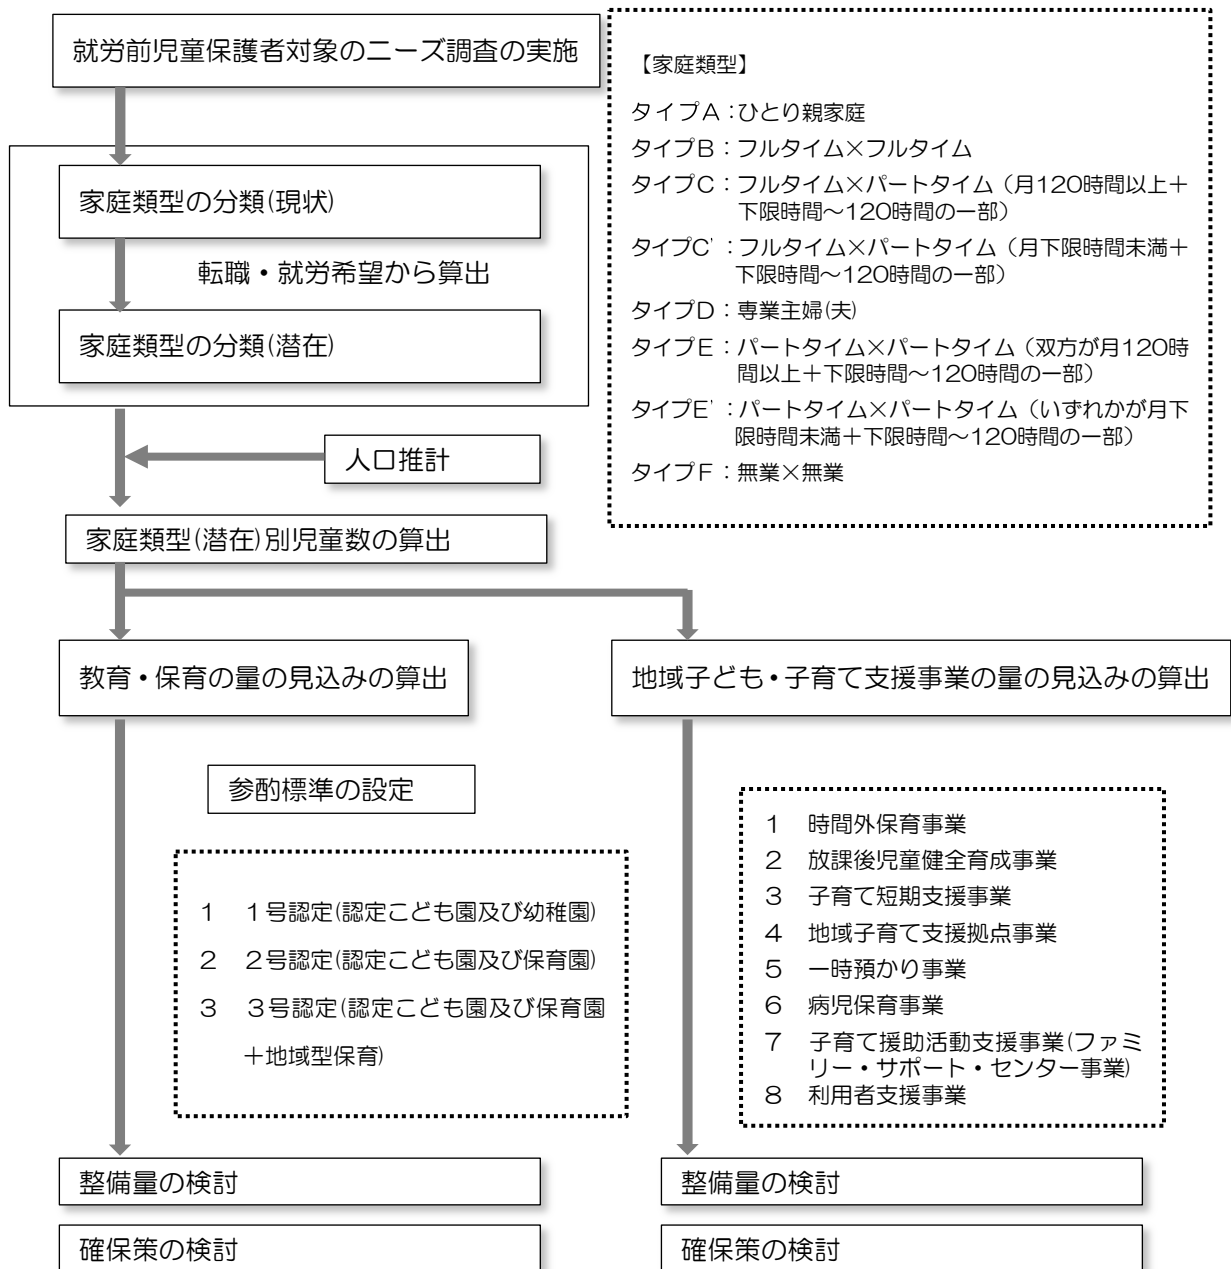 就労前児童保護者対象のニーズ調査の実施
家庭類型の分類(現状)
転職・就労希望から算出
家庭類型の分類(潜在)
人口推計
家庭類型(潜在)別児童数の算出
【家庭類型】
タイプA：ひとり親家庭
タイプB：フルタイム×フルタイム
タイプC：フルタイム×パートタイム（月120時間以上＋
下限時間～120時間の一部）
タイプC'：フルタイム×パートタイム（月下限時間未満＋
下限時間～120時間の一部）
タイプD：専業主婦(夫)
タイプE：パートタイム×パートタイム（双方が月120時
間以上＋下限時間～120時間の一部）
タイプE'：パートタイム×パートタイム（いずれかが月下
限時間未満＋下限時間～120時間の一部）
タイプF：無業×無業
教育・保育の量の見込みの算出
参酌標準の設定
1　1号認定(認定こども園及び幼稚園)
2　2号認定(認定こども園及び保育園)
3　3号認定(認定こども園及び保育園
＋地域型保育)
整備量の検討
確保策の検討
地域子ども・子育て支援事業の量の見込みの算出
1　時間外保育事業
2　放課後児童健全育成事業
3　子育て短期支援事業
4　地域子育て支援拠点事業
5　一時預かり事業
6　病児保育事業
7　子育て援助活動支援事業(ファミ
リー・サポート・センター事業)
8　利用者支援事業
整備量の検討
確保策の検討